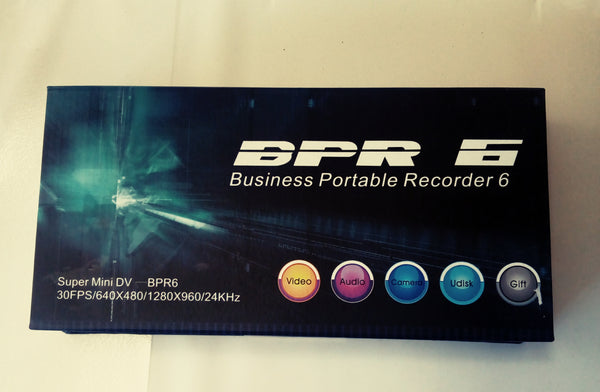 BPR 6
Business Portable Recorder 6
Super Mini DV — BPR6
30FPS/640X480/1280X960/24KHz
Video Audio Camera Udisk Gift